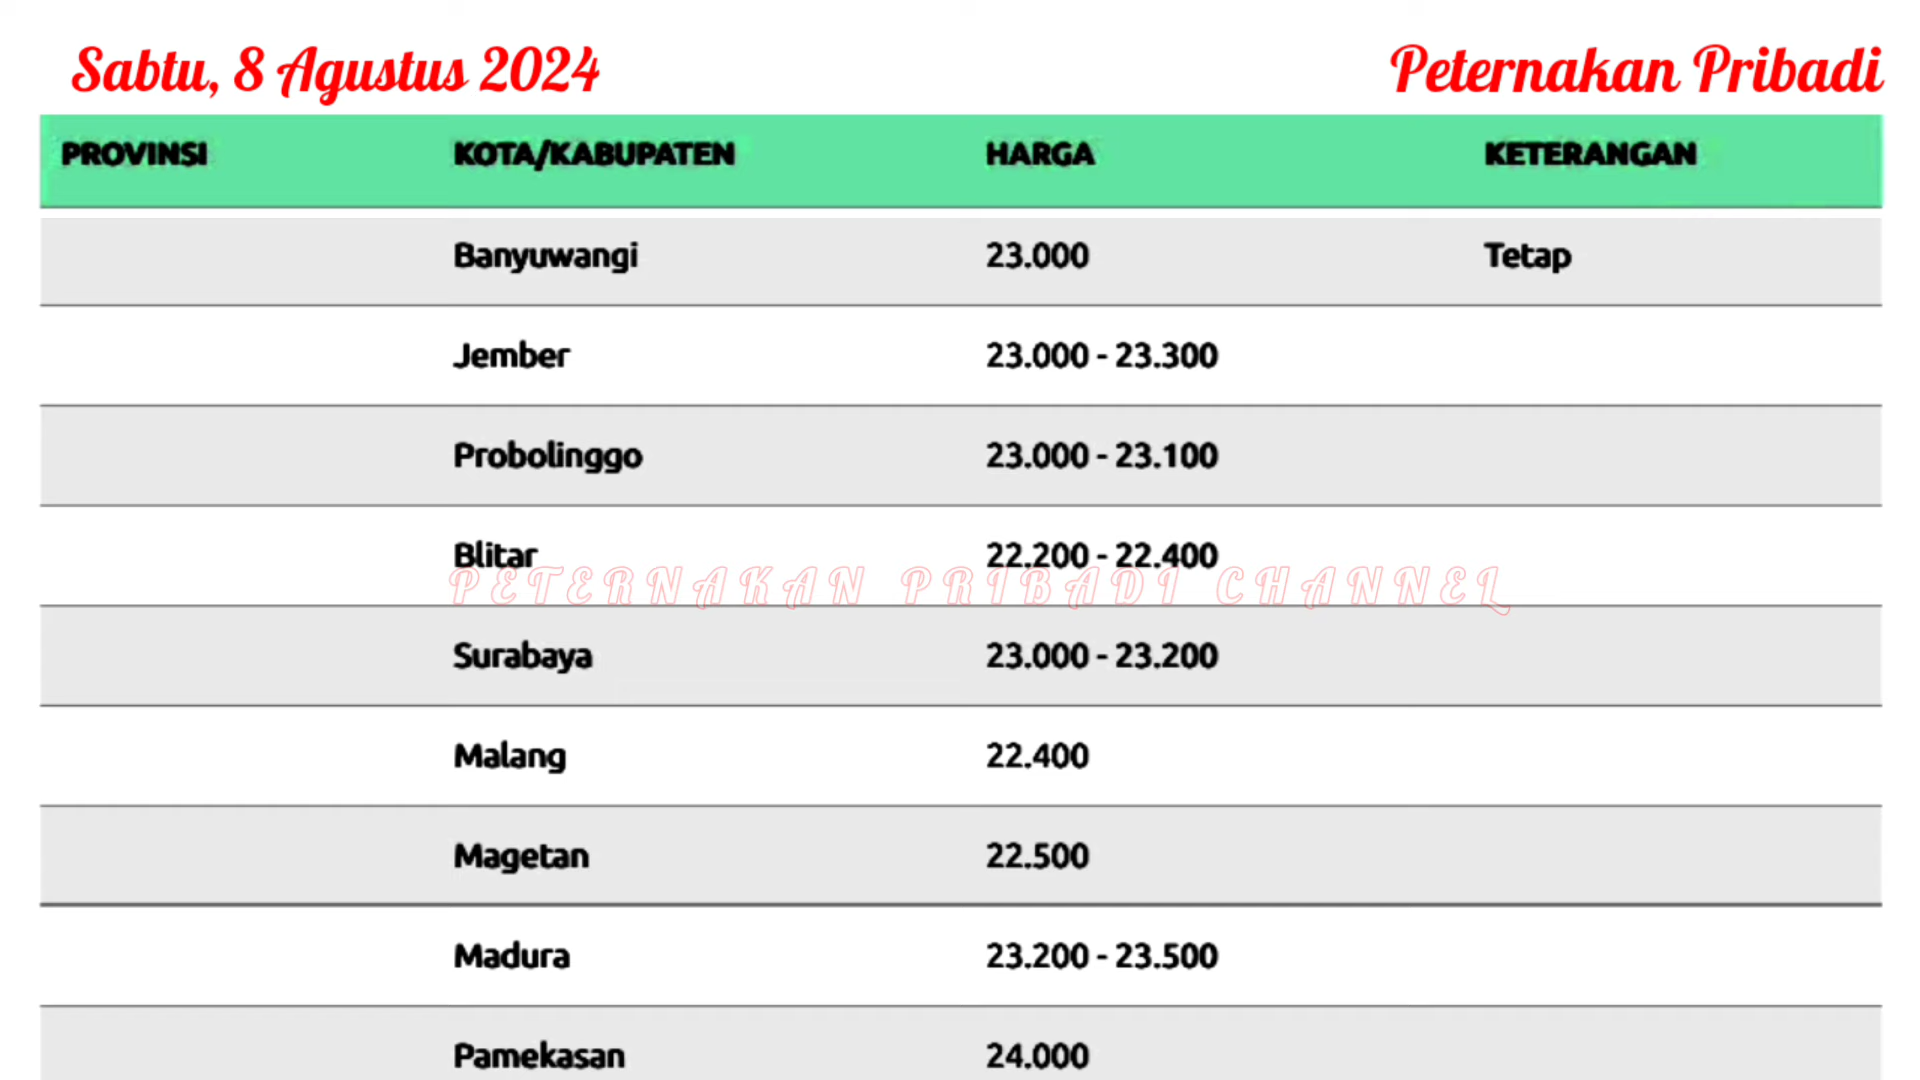 Sabtu, 8 Agustus 2024 Peternakan Pribadi
PROVINSI KOTA/KABUPATEN HARGA KETERANGAN
Banyuwangi 23.000 Tetap
Jember 23.000 - 23.300
Probolinggo 23.000 - 23.100
Blitar 22.200 - 22.400
PETERNAKAN PRIBADI CHANNEL
Surabaya 23.000 - 23.200
Malang 22.400
Magetan 22.500
Madura 23.200 - 23.500
Pamekasan 24.000